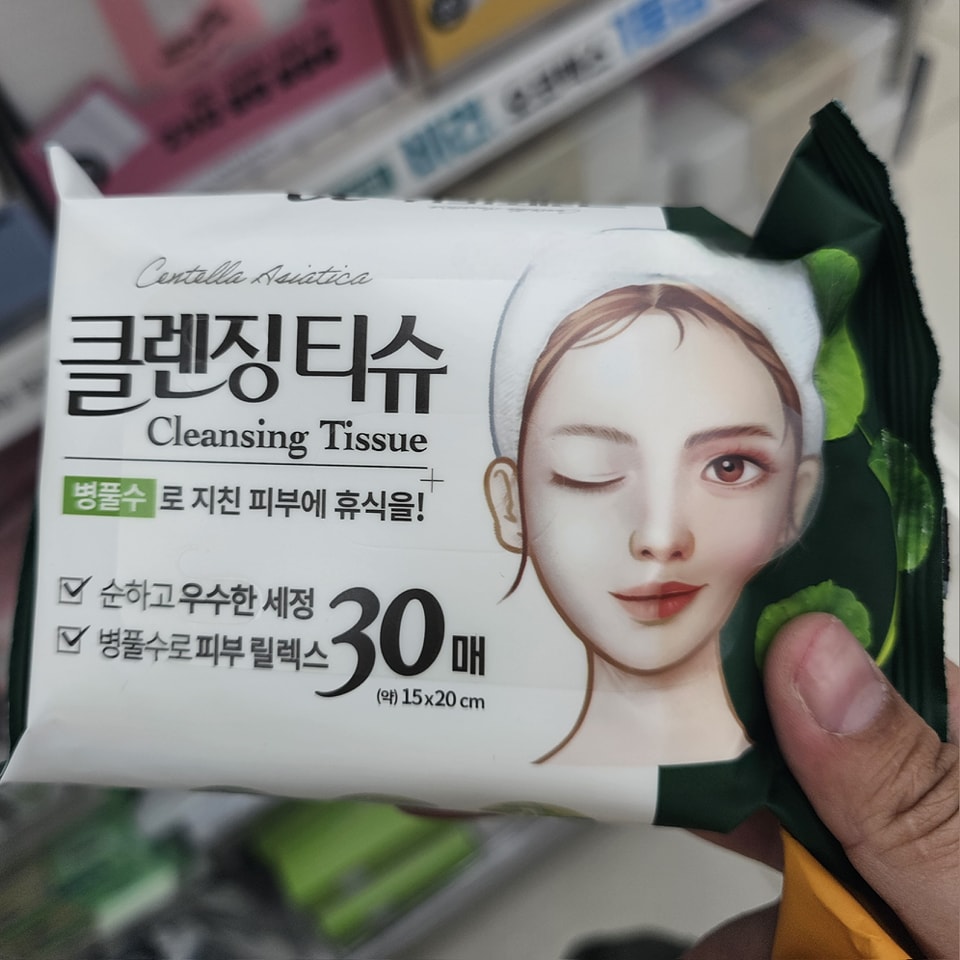 Centella Asiatica
클렌징 티슈
Cleansing Tissue
병풀수로 지친 피부에 휴식을!
순하고 우수한 세정
병풀수로 피부 릴렉스
30매
(약) 15x20 cm